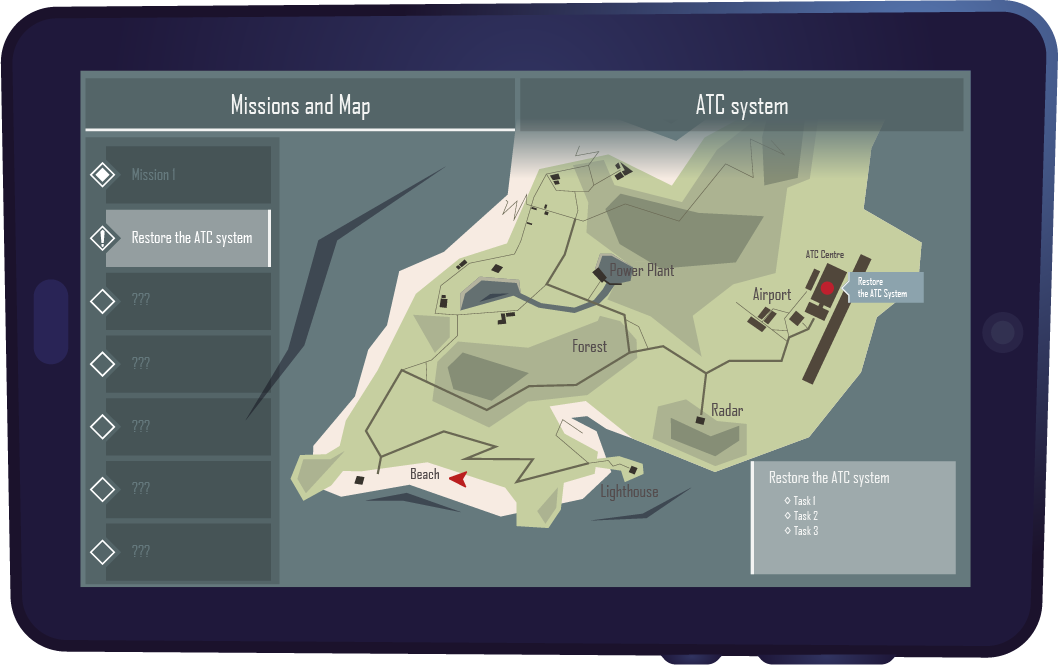 Missions and Map
ATC system
Mission 1
Restore the ATC system
???
???
???
???
???
Power Plant
ATC Centre
Airport
Restore
the ATC System
Forest
Radar
Beach
Lighthouse
Restore the ATC system
Task 1
Task 2
Task 3